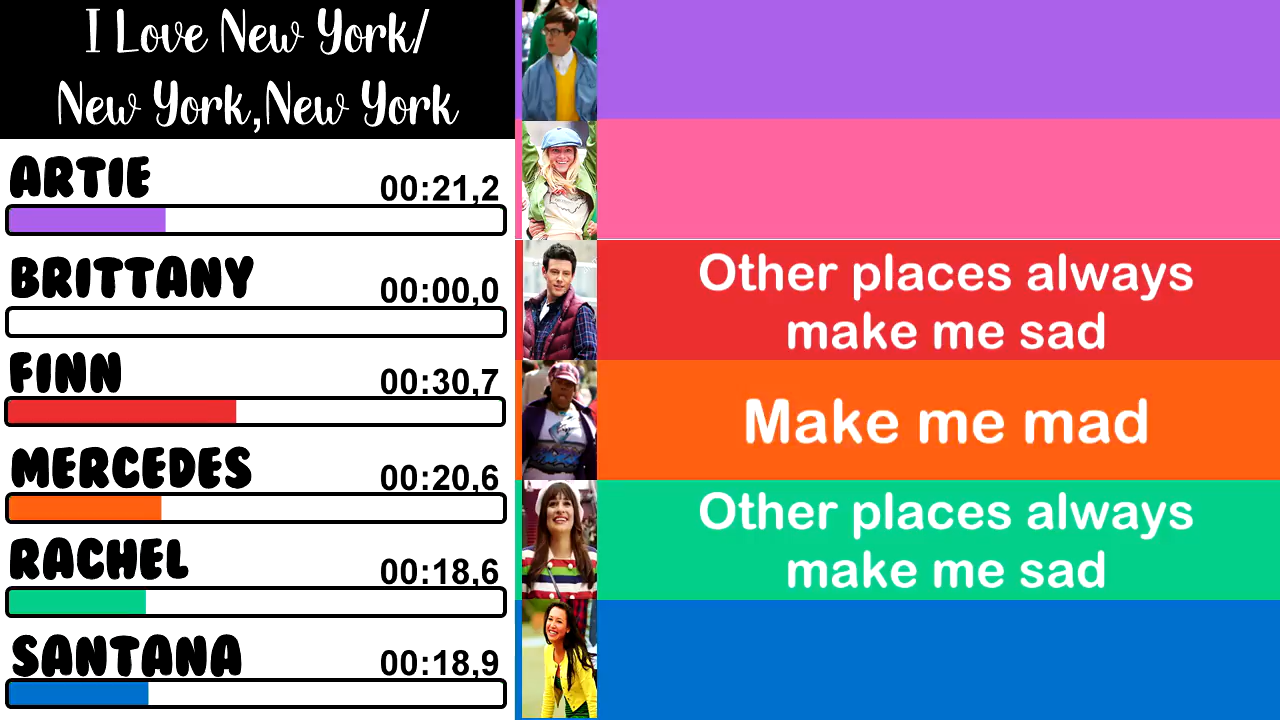 I Love New York/
New York,New York
ARTIE
00:21,2
BRITTANY
00:00,0
FINN
00:30,7
MERCEDES
00:20,6
RACHEL
00:18,6
SANTANA
00:18,9
Other places always
make me sad
Make me mad
Other places always
make me sad